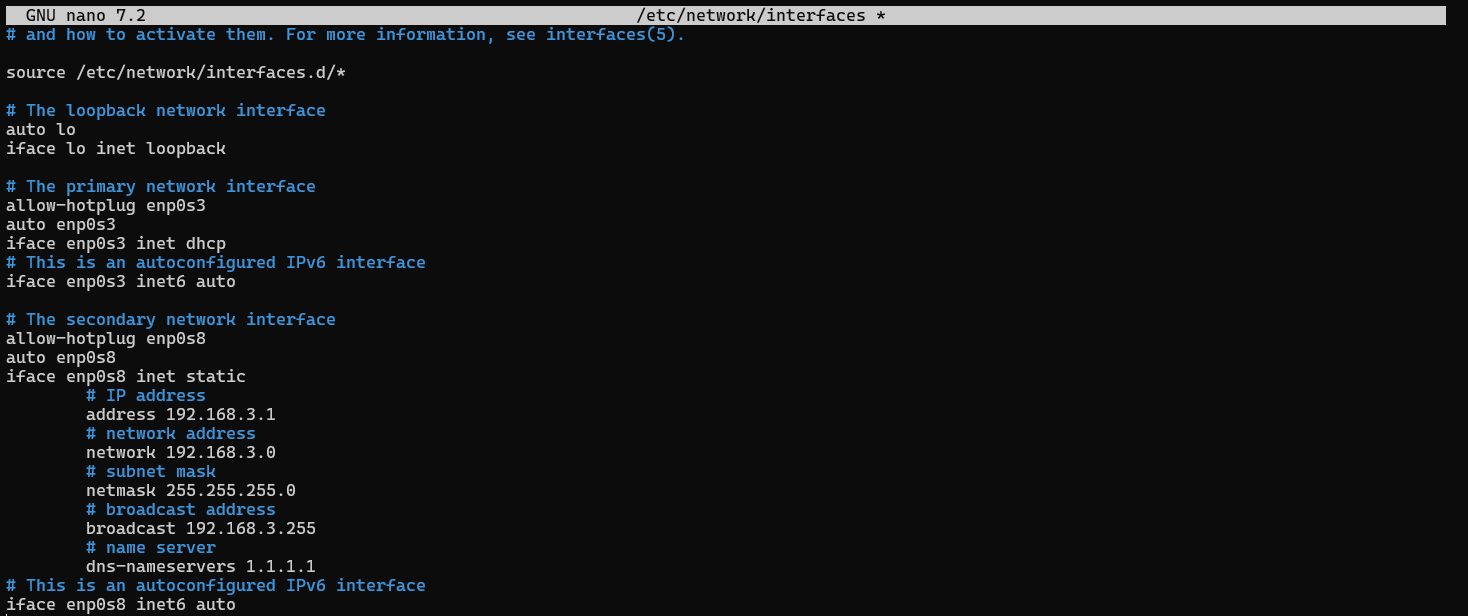 GNU nano 7.2 /etc/network/interfaces *
# and how to activate them. For more information, see interfaces(5).
source /etc/network/interfaces.d/*
# The loopback network interface
auto lo
iface lo inet loopback
# The primary network interface
allow-hotplug enp0s3
auto enp0s3
iface enp0s3 inet dhcp
# This is an autoconfigured IPv6 interface
iface enp0s3 inet6 auto
# The secondary network interface
allow-hotplug enp0s8
auto enp0s8
iface enp0s8 inet static
# IP address
address 192.168.3.1
# network address
network 192.168.3.0
# subnet mask
netmask 255.255.255.0
# broadcast address
broadcast 192.168.3.255
# name server
dns-nameservers 1.1.1.1
# This is an autoconfigured IPv6 interface
iface enp0s8 inet6 auto